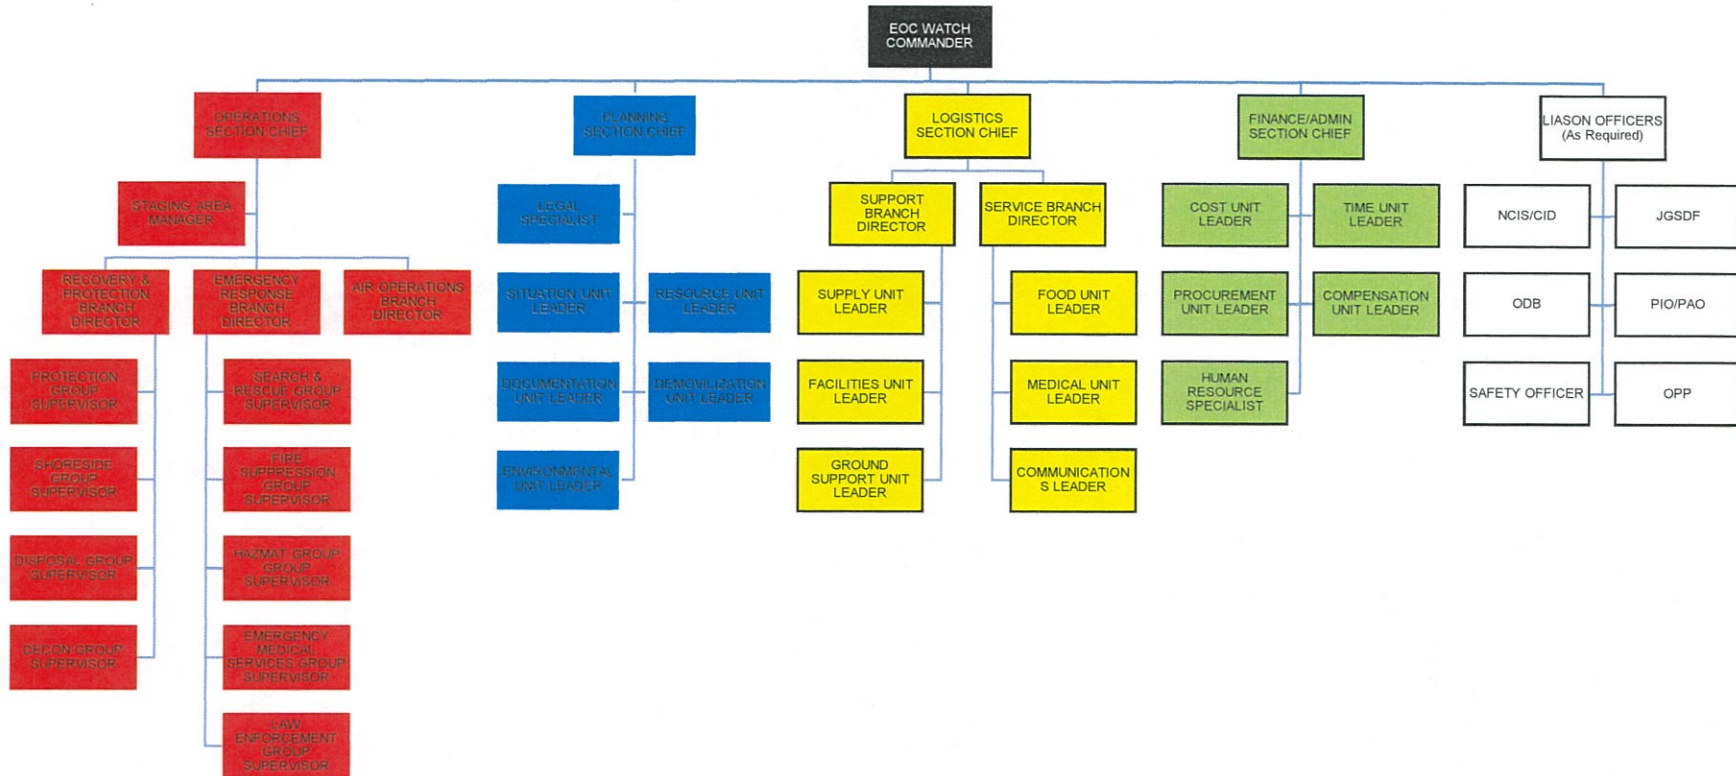 EOC WATCH
COMMANDER
OPERATIONS
SECTION CHIEF
PLANNING
SECTION CHIEF
LOGISTICS
SECTION CHIEF
FINANCE/ADMIN
SECTION CHIEF
LIASON OFFICERS
(As Required)
STAGING AREA
MANAGER
RECOVERY &
PROTECTION
BRANCH
DIRECTOR
EMERGENCY
RESPONSE
BRANCH
DIRECTOR
AIR OPERATIONS
BRANCH
DIRECTOR
PROTECTION
GROUP
SUPERVISOR
SHORESIDE
GROUP
SUPERVISOR
DISPOSAL GROUP
SUPERVISOR
DECON GROUP
SUPERVISOR
SEARCH &
RESCUE GROUP
SUPERVISOR
FIRE
SUPPRESSION
GROUP
SUPERVISOR
HAZMAT GROUP
GROUP
SUPERVISOR
EMERGENCY
MEDICAL
SERVICES GROUP
SUPERVISOR
LAW
ENFORCEMENT
GROUP
SUPERVISOR
LEGAL
SPECIALIST
SITUATION UNIT
LEADER
RESOURCE UNIT
LEADER
DOCUMENTATION
UNIT LEADER
DEMOVILIZATION
UNIT LEADER
ENVIRONMENTAL
UNIT LEADER
SUPPORT
BRANCH
DIRECTOR
SERVICE BRANCH
DIRECTOR
SUPPLY UNIT
LEADER
FOOD UNIT
LEADER
FACILITIES UNIT
LEADER
MEDICAL UNIT
LEADER
GROUND
SUPPORT UNIT
LEADER
COMMUNICATION
S LEADER
COST UNIT
LEADER
TIME UNIT
LEADER
PROCUREMENT
UNIT LEADER
COMPENSATION
UNIT LEADER
HUMAN
RESOURCE
SPECIALIST
NCIS/CID
JGSDF
ODB
PIO/PAO
SAFETY OFFICER
OPP